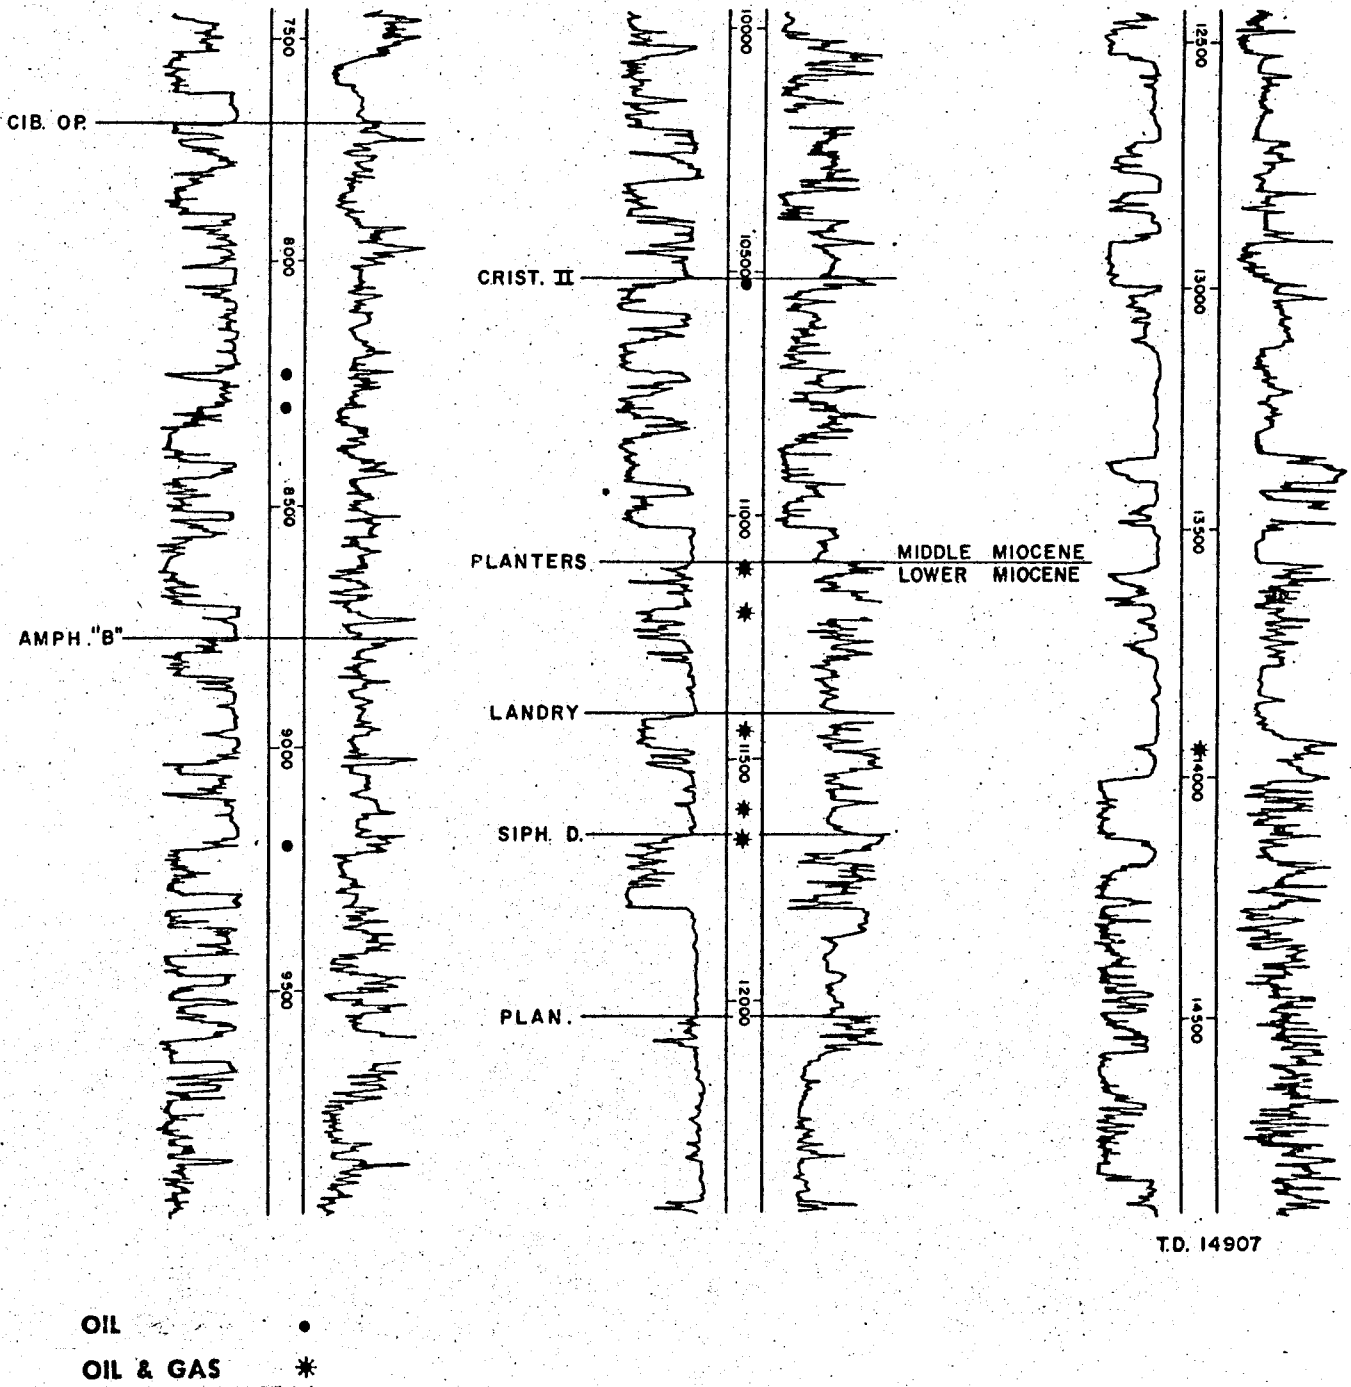 7500
CIB. OP.
8000
8500
AMPH. "B"
9000
9500
10000
10500
CRIST. II
11000
PLANTERS
MIDDLE MIOCENE
LOWER MIOCENE
LANDRY
11500
SIPH. D.
12000
PLAN.
12500
13000
13500
14000
14500
T.D. 14907
OIL
OIL & GAS